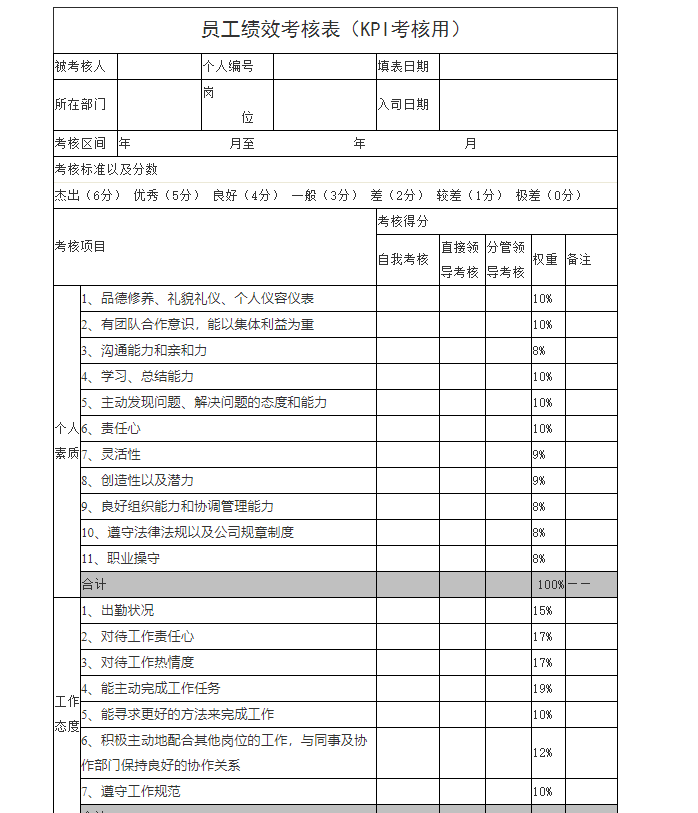 员工绩效考核表（KPI考核用）
被考核人 个人编号 填表日期
所在部门 岗位 入司日期
考核区间 年 月至 年 月
考核标准以及分数
杰出（6分） 优秀（5分） 良好（4分） 一般（3分） 差（2分） 较差（1分） 极差（0分）
考核项目 考核得分
自我考核 直接领导考核 分管领导考核 权重 备注
个人素质
1、品德修养、礼貌礼仪、个人仪容仪表 10%
2、有团队合作意识，能以集体利益为重 10%
3、沟通能力和亲和力 8%
4、学习、总结能力 10%
5、主动发现问题、解决问题的态度和能力 10%
6、责任心 10%
7、灵活性 9%
8、创造性以及潜力 9%
9、良好组织能力和协调管理能力 8%
10、遵守法律法规以及公司规章制度 8%
11、职业操守 8%
合计 100% －－
工作态度
1、出勤状况 15%
2、对待工作责任心 17%
3、对待工作热情度 17%
4、能主动完成工作任务 19%
5、能寻求更好的方法来完成工作 10%
6、积极主动地配合其他岗位的工作，与同事及协
作部门保持良好的协作关系 12%
7、遵守工作规范 10%